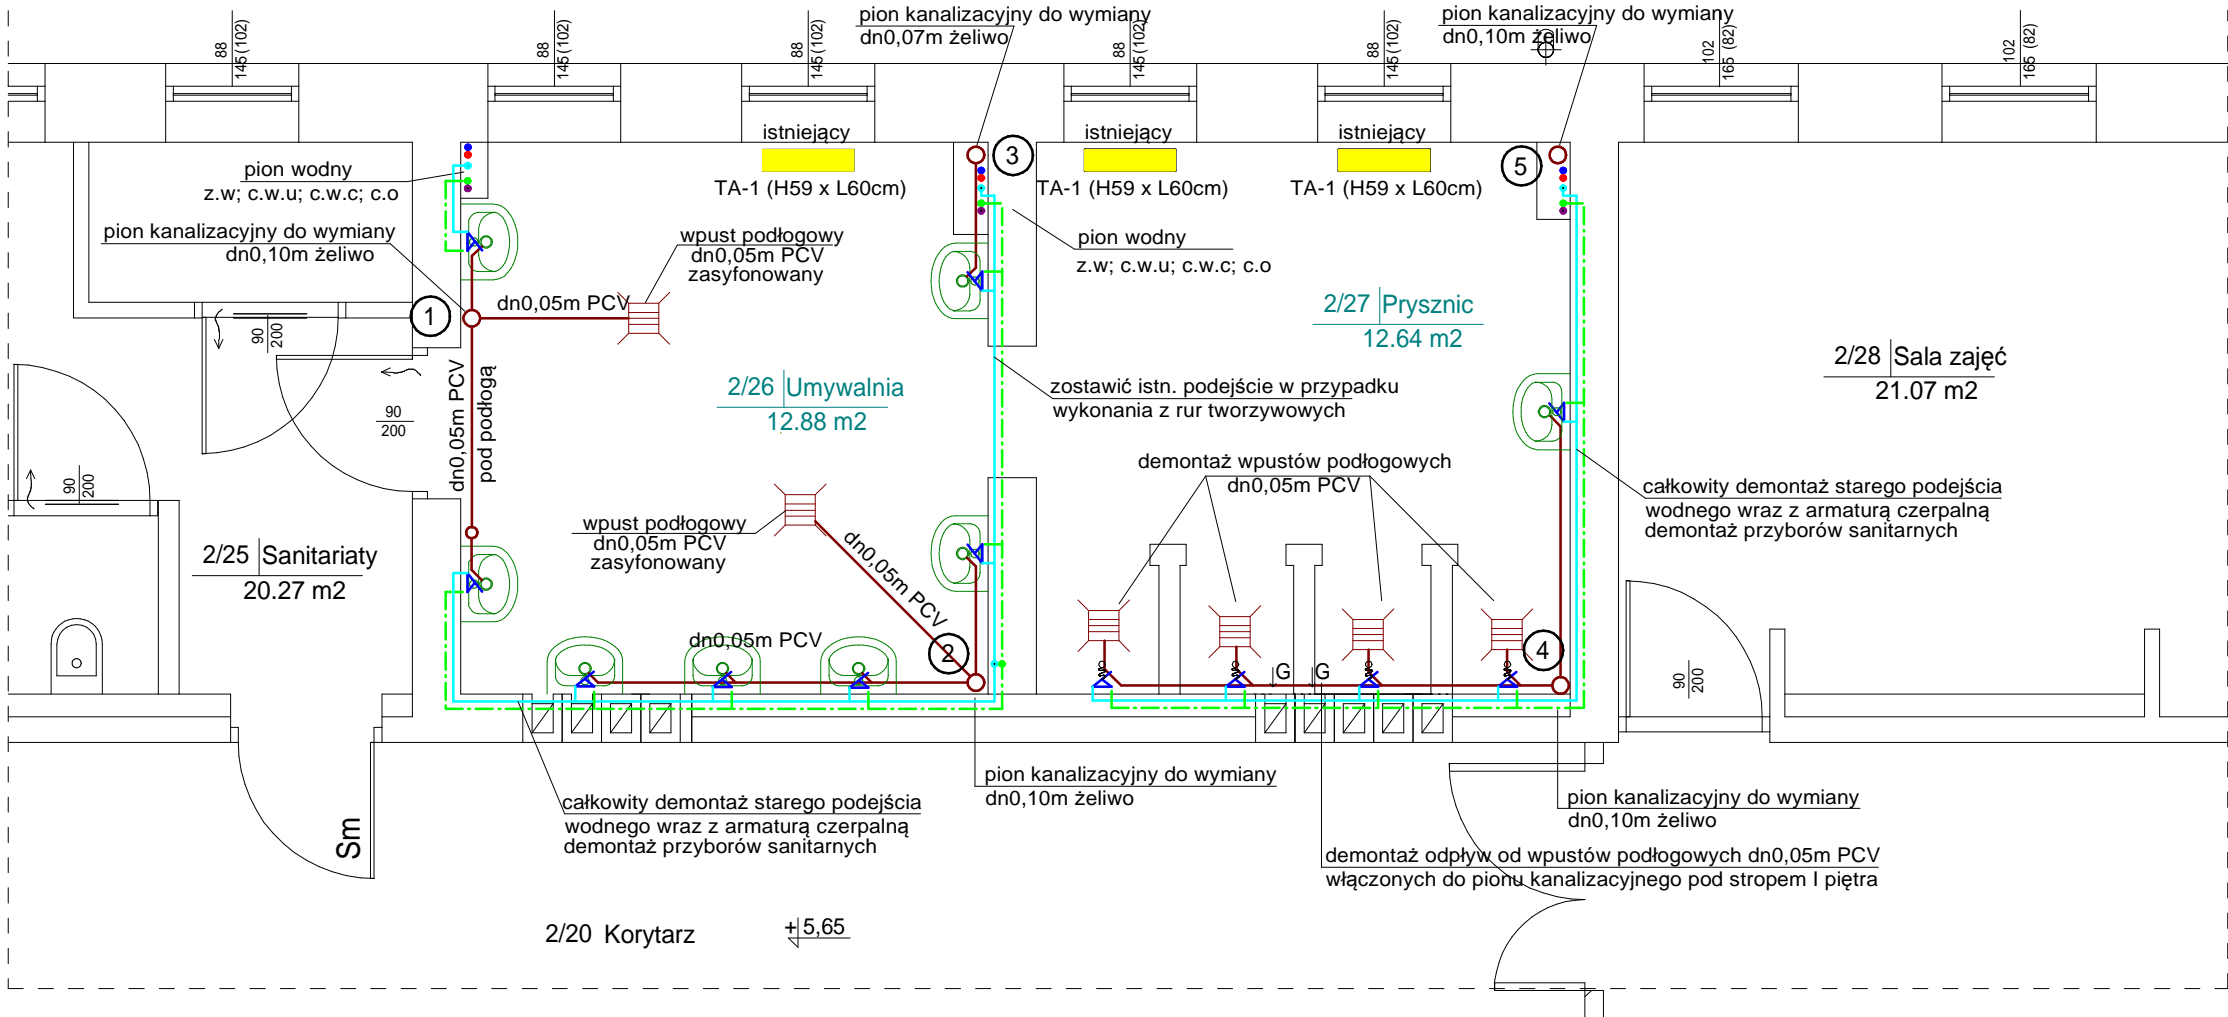 88
145 (102)
88
145 (102)
88
145 (102)
pion kanalizacyjny do wymiany
dn0,07m żeliwo
88
145 (102)
88
145 (102)
pion kanalizacyjny do wymiany
dn0,10m żeliwo
102
165 (82)
102
165 (82)
istniejący
TA-1 (H59 x L60cm)
3
istniejący
TA-1 (H59 x L60cm)
istniejący
TA-1 (H59 x L60cm)
5
pion wodny
z.w; c.w.u; c.w.c; c.o
pion kanalizacyjny do wymiany
dn0,10m żeliwo
wpust podłogowy
dn0,05m PCV
zasyfonowany
pion wodny
z.w; c.w.u; c.w.c; c.o
1
dn0,05m PCV
2/27 Prysznic
12.64 m2
90
200
90
200
90
200
dn0,05m PCV
pod podłogą
2/26 Umywalnia
12.88 m2
zostawić istn. podejście w przypadku
wykonania z rur tworzywowych
2/28 Sala zajęć
21.07 m2
demontaż wpustów podłogowych
dn0,05m PCV
całkowity demontaż starego podejścia
wodnego wraz z armaturą czerpalną
demontaż przyborów sanitarnych
wpust podłogowy
dn0,05m PCV
zasyfonowany
dn0,05m PCV
2/25 Sanitariaty
20.27 m2
dn0,05m PCV
2
4
G
G
90
200
pion kanalizacyjny do wymiany
dn0,10m żeliwo
całkowity demontaż starego podejścia
wodnego wraz z armaturą czerpalną
demontaż przyborów sanitarnych
pion kanalizacyjny do wymiany
dn0,10m żeliwo
Sm
demontaż odpływ od wpustów podłogowych dn0,05m PCV
włączonych do pionu kanalizacyjnego pod stropem I piętra
2/20 Korytarz
+5,65